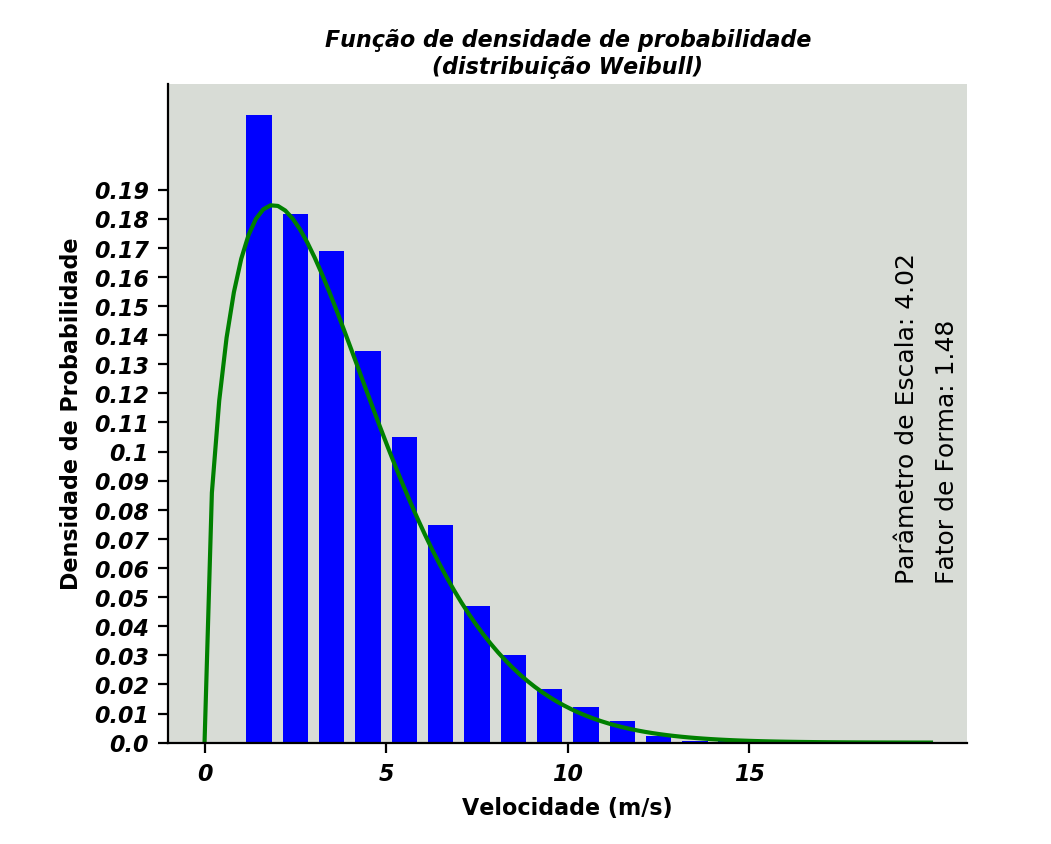 Função de densidade de probabilidade
(distribuição Weibull)
0.19
0.18
0.17
0.16
0.15
0.14
0.13
0.12
0.11
0.1
0.09
0.08
0.07
0.06
0.05
0.04
0.03
0.02
0.01
0.0
Densidade de Probabilidade
0 5 10 15
Velocidade (m/s)
Parâmetro de Escala: 4.02
Fator de Forma: 1.48